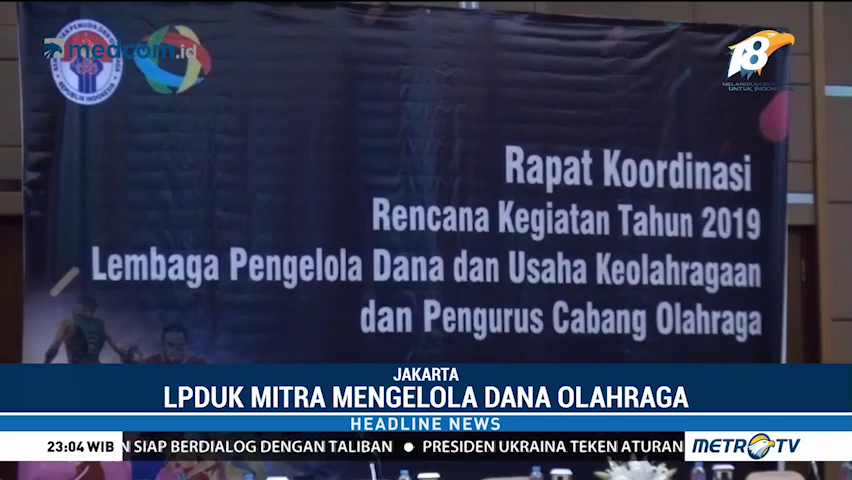 medcom.id
REPUBLIK INDONESIA
18
UNTUK INDONESIA
Rapat Koordinasi
Rencana Kegiatan Tahun 2019
Lembaga Pengelola Dana dan Usaha Keolahragaan
dan Pengurus Cabang Olahraga
JAKARTA
LPDUK MITRA MENGELOLA DANA OLAHRAGA
HEADLINE NEWS
23:04 WIB
N SIAP BERDIALOG DENGAN TALIBAN ● PRESIDEN UKRAINA TEKEN ATURAN
METRO TV